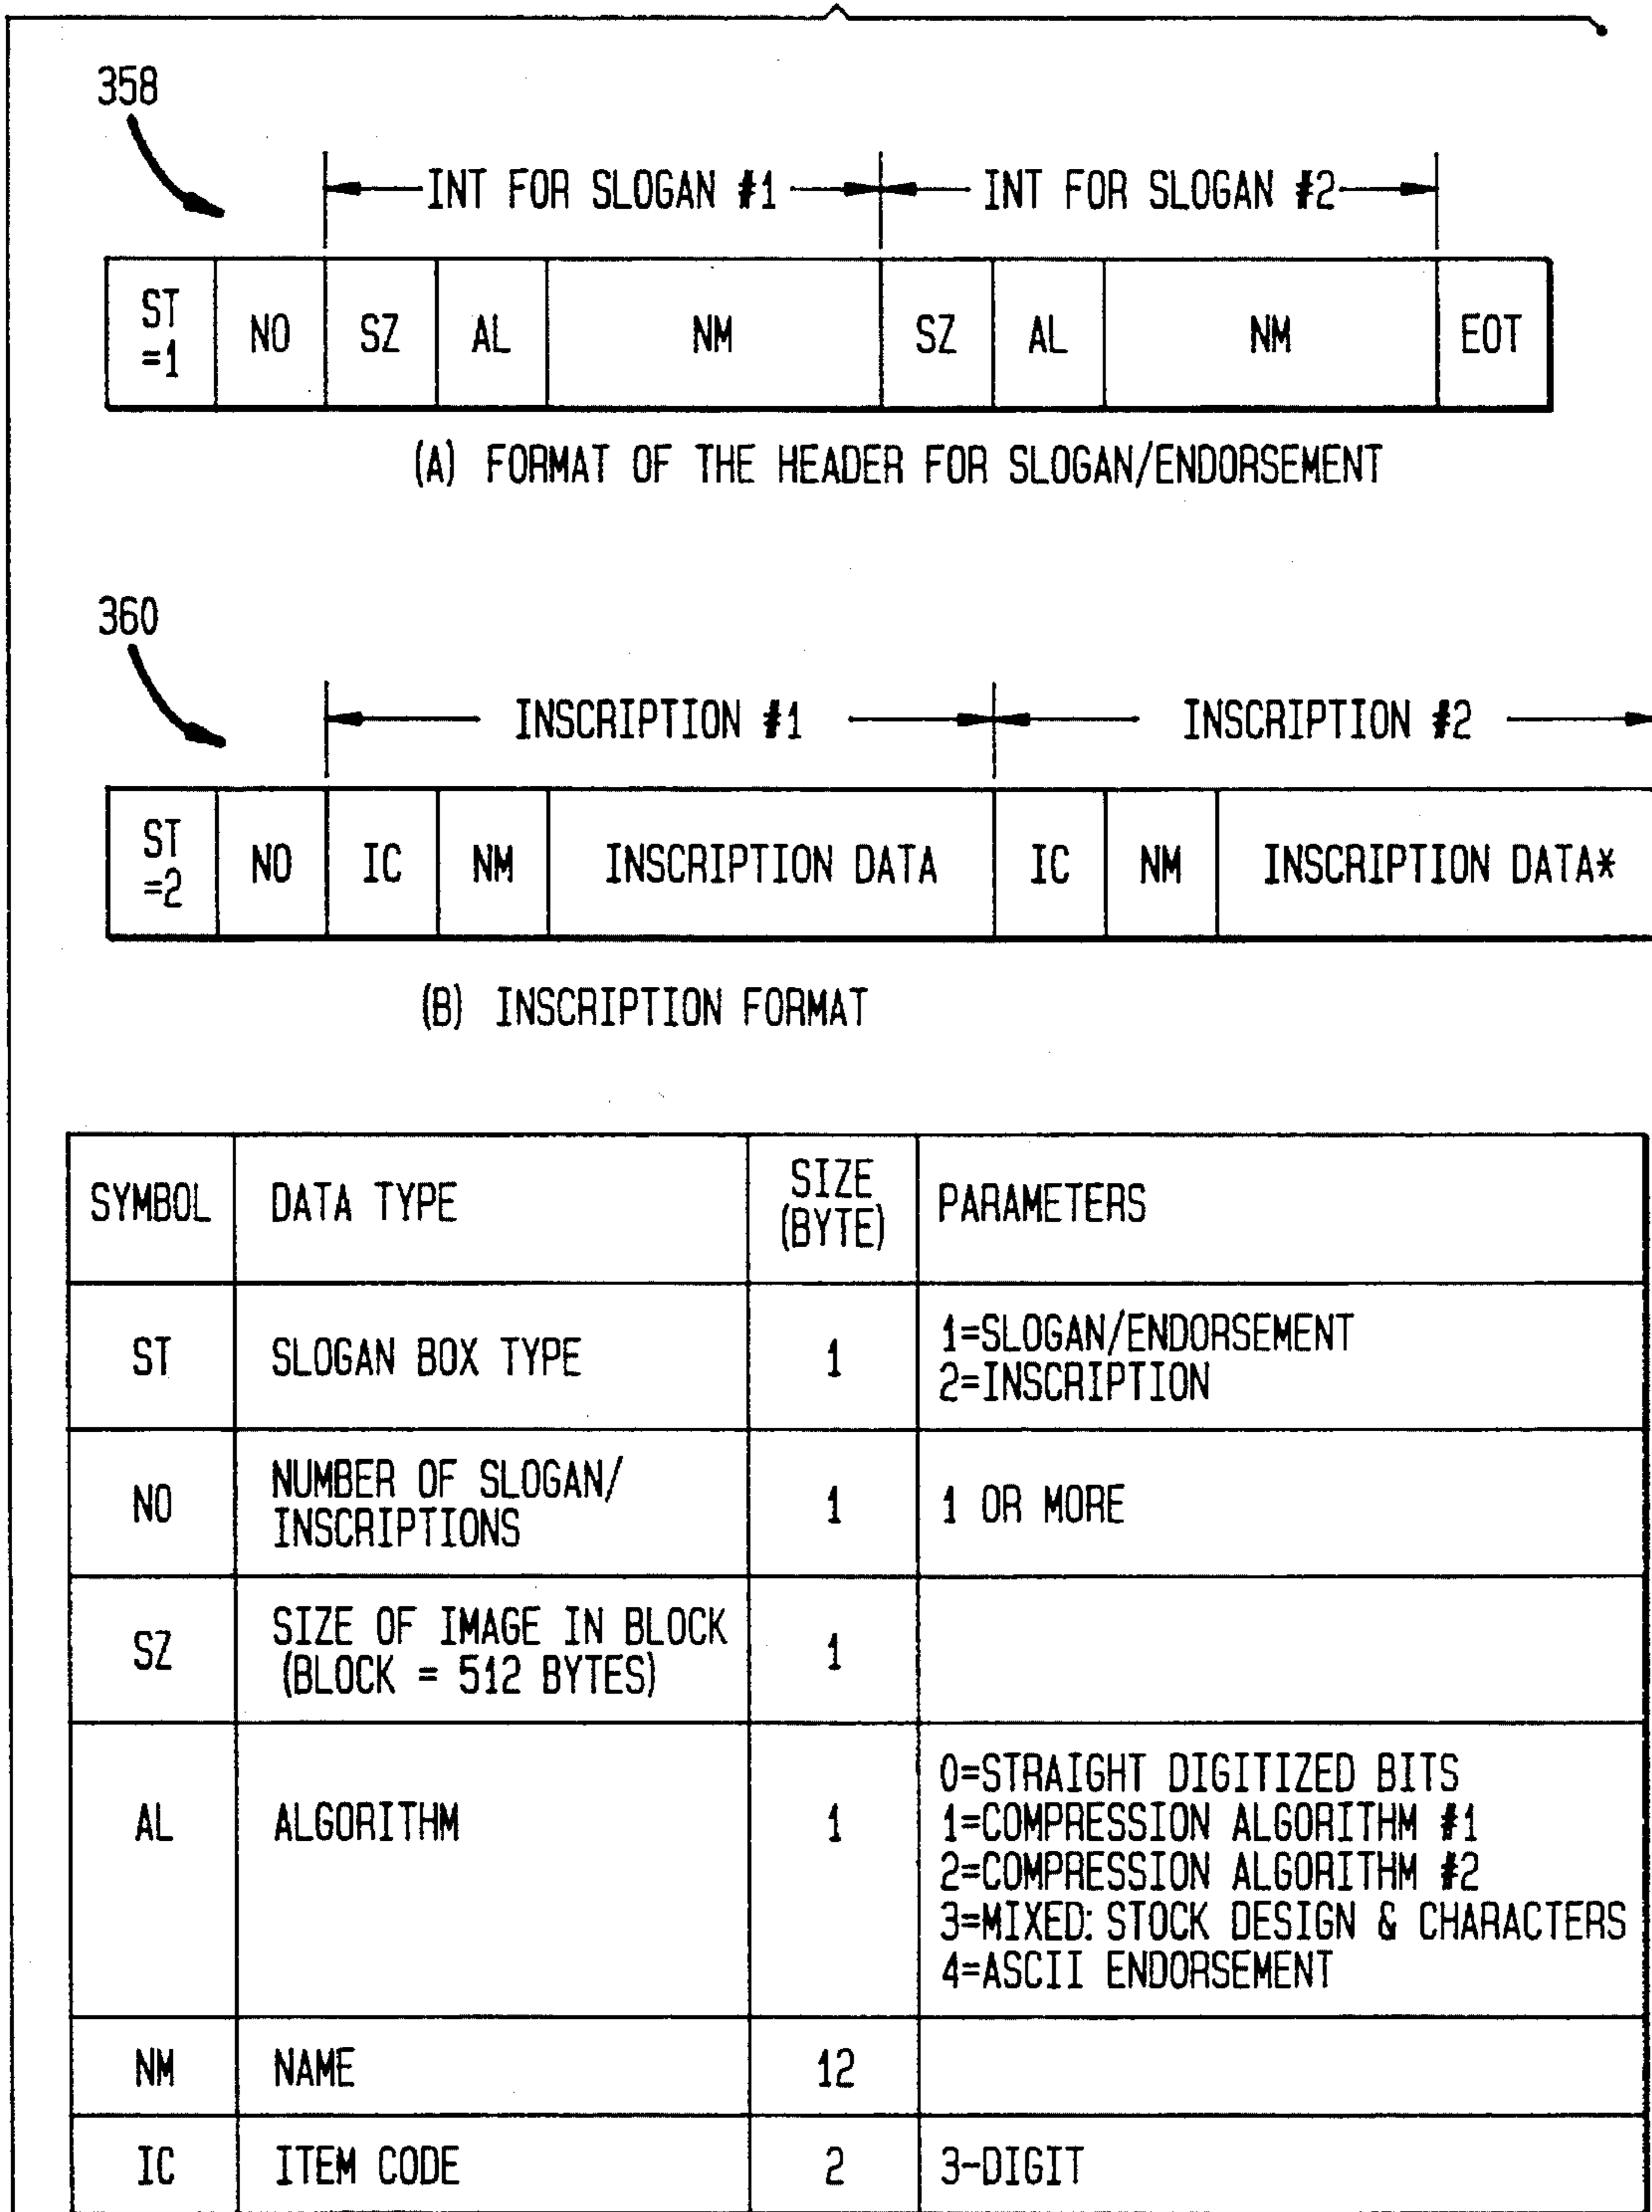 358
INT FOR SLOGAN #1 INT FOR SLOGAN #2
ST =1 NO SZ AL NM SZ AL NM EOT
(A) FORMAT OF THE HEADER FOR SLOGAN/ENDORSEMENT
360
INSCRIPTION #1 INSCRIPTION #2
ST =2 NO IC NM INSCRIPTION DATA IC NM INSCRIPTION DATA*
(B) INSCRIPTION FORMAT
SYMBOL DATA TYPE SIZE (BYTE) PARAMETERS
ST SLOGAN BOX TYPE 1 1=SLOGAN/ENDORSEMENT
2=INSCRIPTION
NO NUMBER OF SLOGAN/ INSCRIPTIONS 1 1 OR MORE
SZ SIZE OF IMAGE IN BLOCK (BLOCK = 512 BYTES) 1
AL ALGORITHM 1 0=STRAIGHT DIGITIZED BITS
1=COMPRESSION ALGORITHM #1
2=COMPRESSION ALGORITHM #2
3=MIXED: STOCK DESIGN & CHARACTERS
4=ASCII ENDORSEMENT
NM NAME 12
IC ITEM CODE 2 3-DIGIT